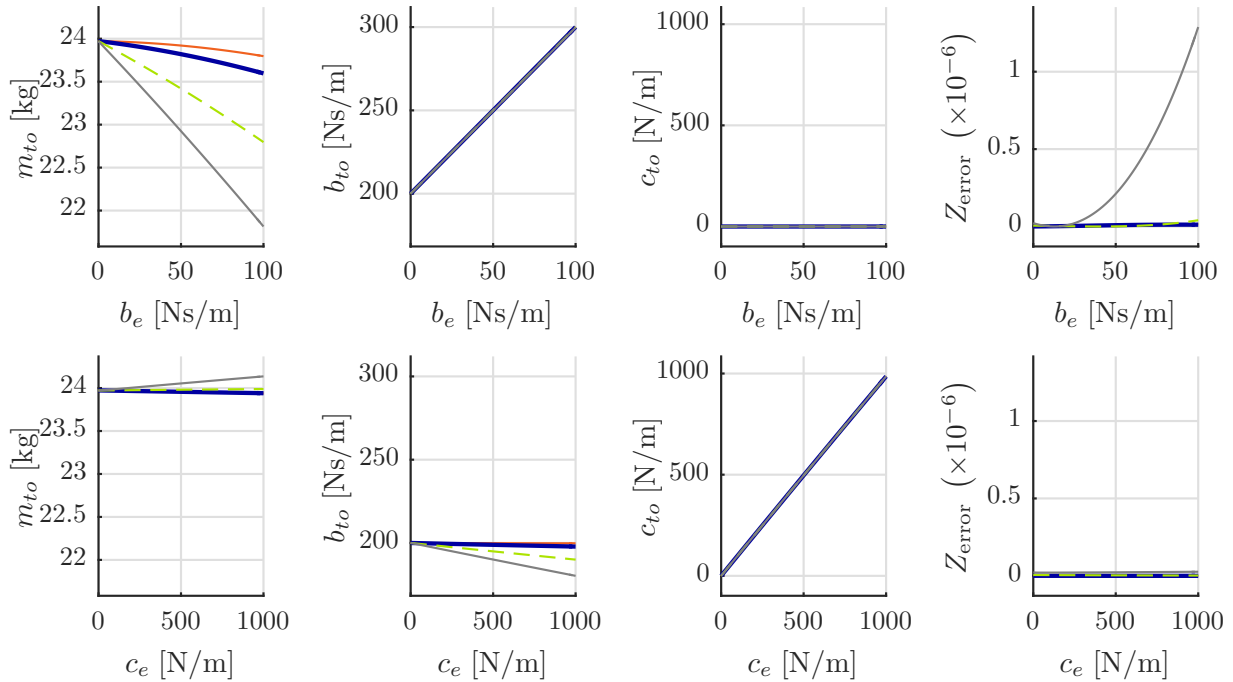 24
23.5
23
22.5
22
m_{to} [kg]
0 50 100
b_e [Ns/m]
300
250
200
b_{to} [Ns/m]
0 50 100
b_e [Ns/m]
1000
500
0
c_{to} [N/m]
0 50 100
b_e [Ns/m]
1
0.5
0
Z_{error} (×10^{−6})
0 50 100
b_e [Ns/m]
24
23.5
23
22.5
22
m_{to} [kg]
0 500 1000
c_e [N/m]
300
250
200
b_{to} [Ns/m]
0 500 1000
c_e [N/m]
1000
500
0
c_{to} [N/m]
0 500 1000
c_e [N/m]
1
0.5
0
Z_{error} (×10^{−6})
0 500 1000
c_e [N/m]